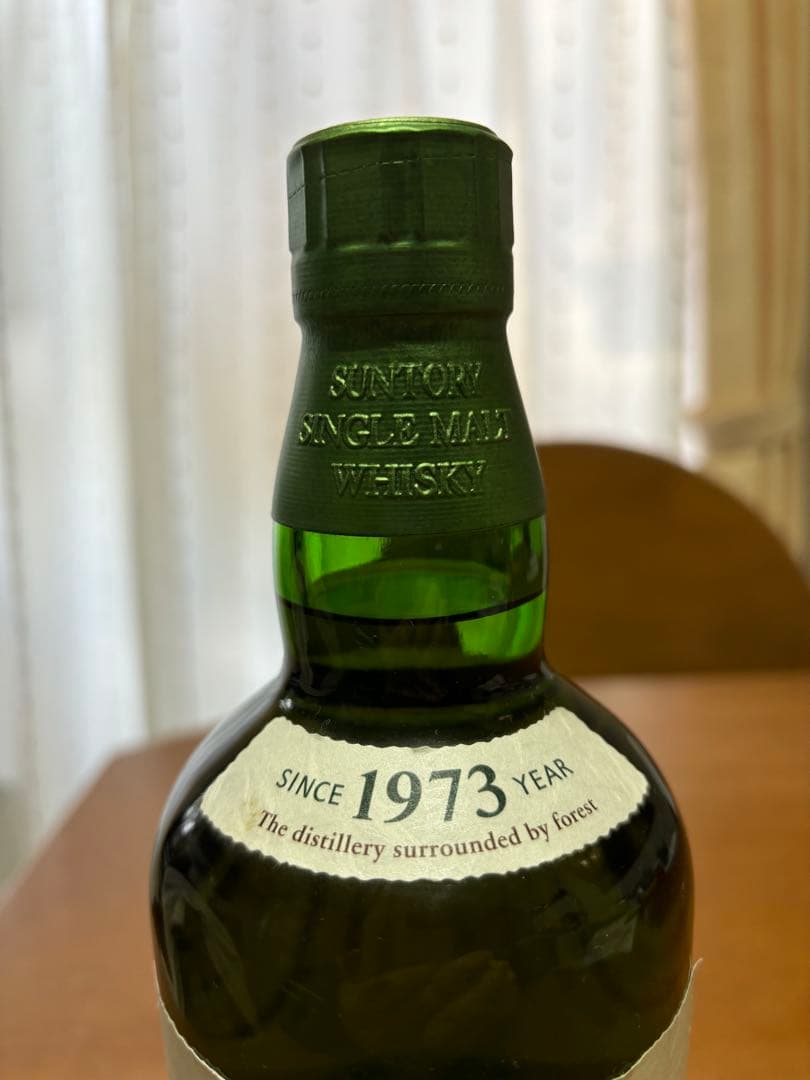 SUNTORY
SINGLE MALT
WHISKY
SINCE 1973 YEAR
The distillery surrounded by forest